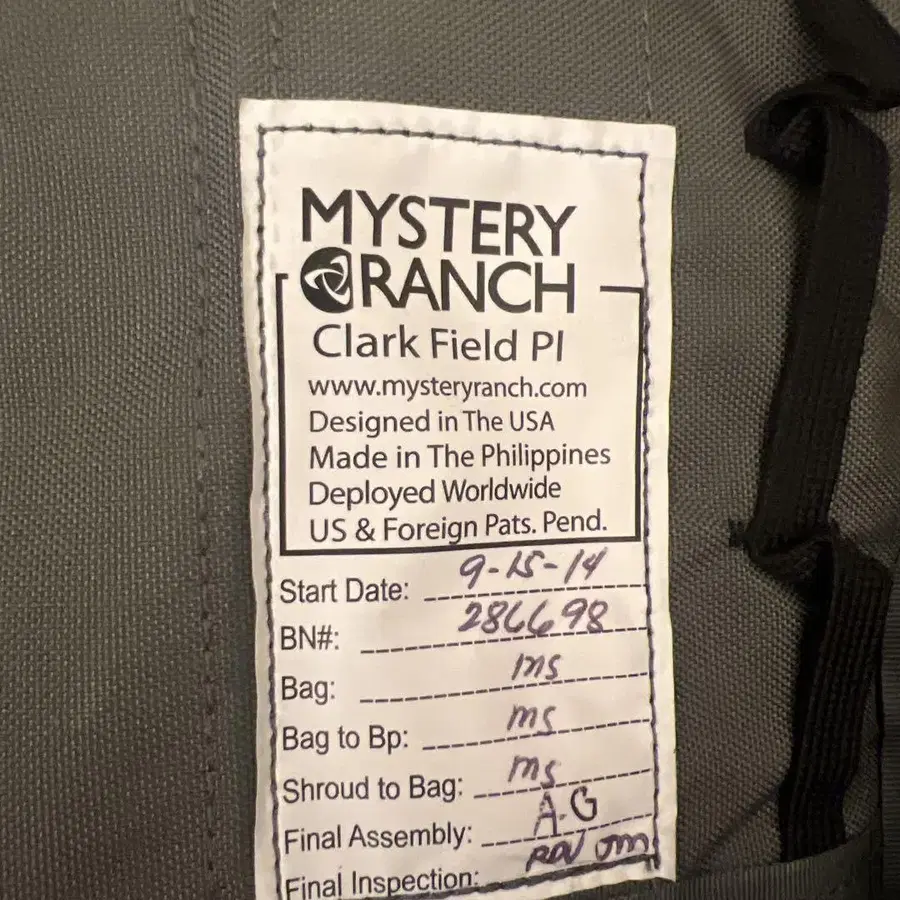 MYSTERY
RANCH
Clark Field PI
www.mysteryranch.com
Designed in The USA
Made in The Philippines
Deployed Worldwide
US & Foreign Pats. Pend.
Start Date: 9-15-14
BN#: 286698
Bag: ms
Bag to Bp: ms
Shroud to Bag: ms
Final Assembly: A.G
Final Inspection: